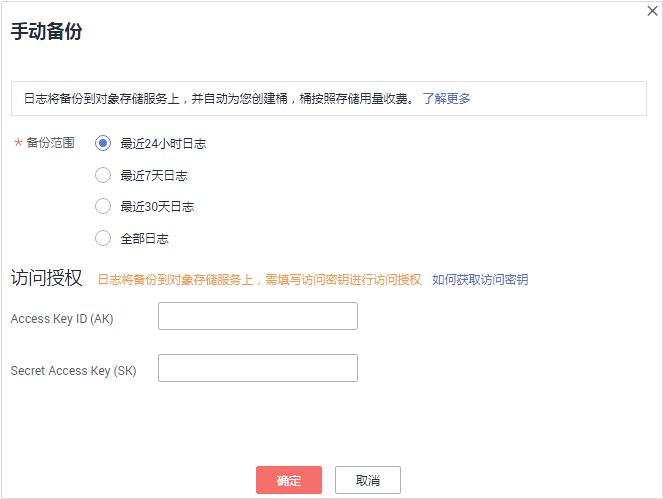 手动备份
日志将备份到对象存储服务上，并自动为您创建桶，桶按照存储用量收费。 了解更多
* 备份范围 最近24小时日志
最近7天日志
最近30天日志
全部日志
访问授权 日志将备份到对象存储服务上，需填写访问密钥进行访问授权 如何获取访问密钥
Access Key ID (AK)
Secret Access Key (SK)
确定 取消